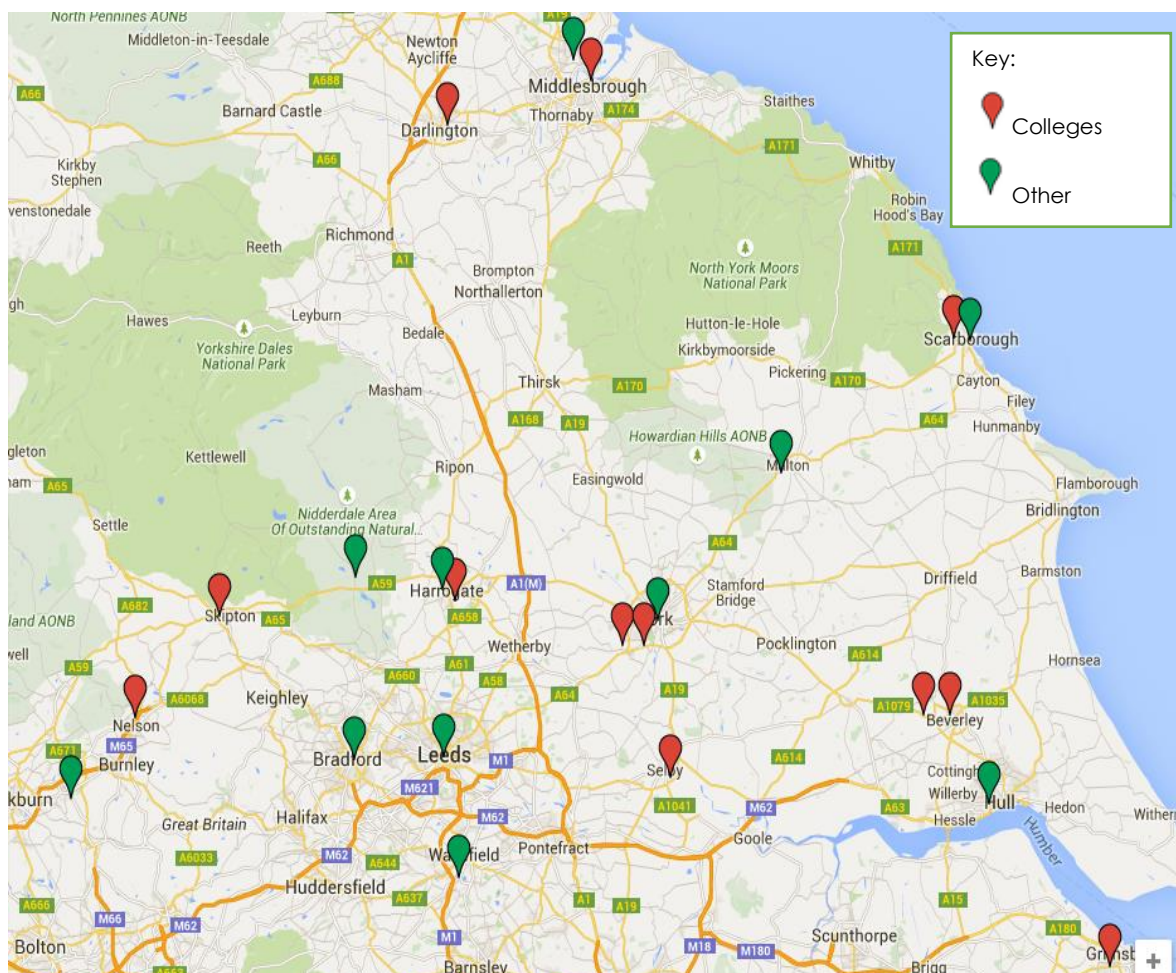 North Pennines AONB
Middleton-in-Teesdale
Newton
Aycliffe
A19
Key:
Colleges
Other
A66
A688
Barnard Castle
Darlington
Middlesbrough
Thornaby
A174
Staithes
A171
Whitby
Kirkby
Stephen
A66
Robin
Hood's Bay
Richmond
Reeth
A1
A171
Brompton
Northallerton
North York Moors
National Park
Hawes
Leyburn
Bedale
Hutton-le-Hole
Kirkbymoorside
Scarborough
Yorkshire Dales
National Park
Masham
Thirsk
A170
Pickering
A170
Cayton
Filey
A168
A19
A64
Hunmanby
Howardian Hills AONB
Kettlewell
Ripon
Easingwold
Malton
A65
Flamborough
Bridlington
Settle
Nidderdale Area
Of Outstanding Natural...
A64
A59
A1(M)
Stamford
Bridge
Driffield
Barmston
A682
Skipton
A65
A658
Wetherby
Pocklington
A614
Hornsea
A59
A6068
Keighley
A660
A61
A58
A64
A19
A1079
A1035
Nelson
Beverley
A671
M65
Burnley
Bradford
Leeds
M1
Selby
A614
M621
Hull
Willerby
Hedon
Great Britain
Halifax
M62
A1041
M62
A63
Hessle
Goole
Humber
A6033
M62
A644
Pontefract
Huddersfield
A637
A1
A19
A15
A666
M66
M62
M1
M18
M180
Scunthorpe
A180
Bolton
Barnsley
Brigg
+